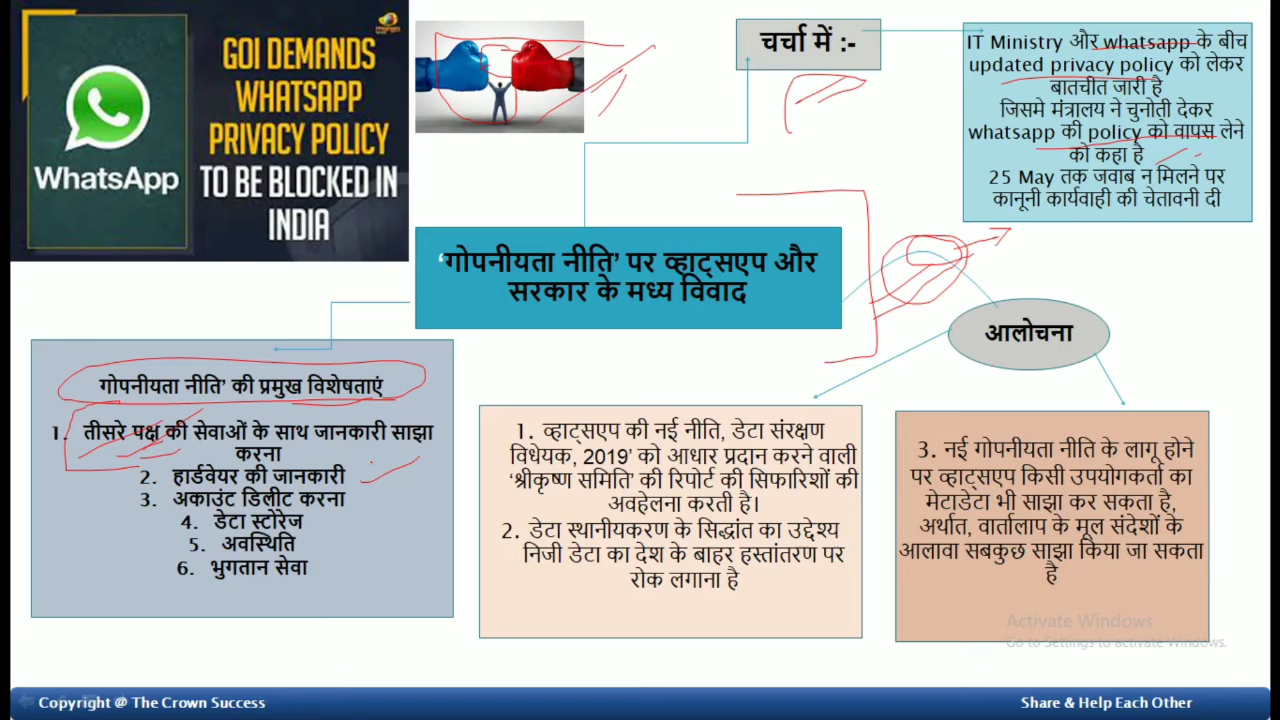 GOI DEMANDS
WHATSAPP
PRIVACY POLICY
TO BE BLOCKED IN
INDIA
WhatsApp
चर्चा में :-
IT Ministry और whatsapp के बीच
updated privacy policy को लेकर
बातचीत जारी है
जिसमे मंत्रालय ने चुनोती देकर
whatsapp की policy को वापस लेने
को कहा है
25 May तक जवाब न मिलने पर
कानूनी कार्यवाही की चेतावनी दी
‘गोपनीयता नीति’ पर व्हाट्सएप और
सरकार के मध्य विवाद
आलोचना
गोपनीयता नीति’ की प्रमुख विशेषताएं
1. तीसरे पक्ष की सेवाओं के साथ जानकारी साझा
करना
2. हार्डवेयर की जानकारी
3. अकाउंट डिलीट करना
4. डेटा स्टोरेज
5. अवस्थिति
6. भुगतान सेवा
1. व्हाट्सएप की नई नीति, डेटा संरक्षण
विधेयक, 2019’ को आधार प्रदान करने वाली
‘श्रीकृष्ण समिति’ की रिपोर्ट की सिफारिशों की
अवहेलना करती है।
2. डेटा स्थानीयकरण के सिद्धांत का उद्देश्य
निजी डेटा का देश के बाहर हस्तांतरण पर
रोक लगाना है
3. नई गोपनीयता नीति के लागू होने
पर व्हाट्सएप किसी उपयोगकर्ता का
मेटाडेटा भी साझा कर सकता है,
अर्थात, वार्तालाप के मूल संदेशों के
आलावा सबकुछ साझा किया जा सकता
है
Activate Windows
Go to Settings to activate Windows.
Copyright @ The Crown Success
Share & Help Each Other